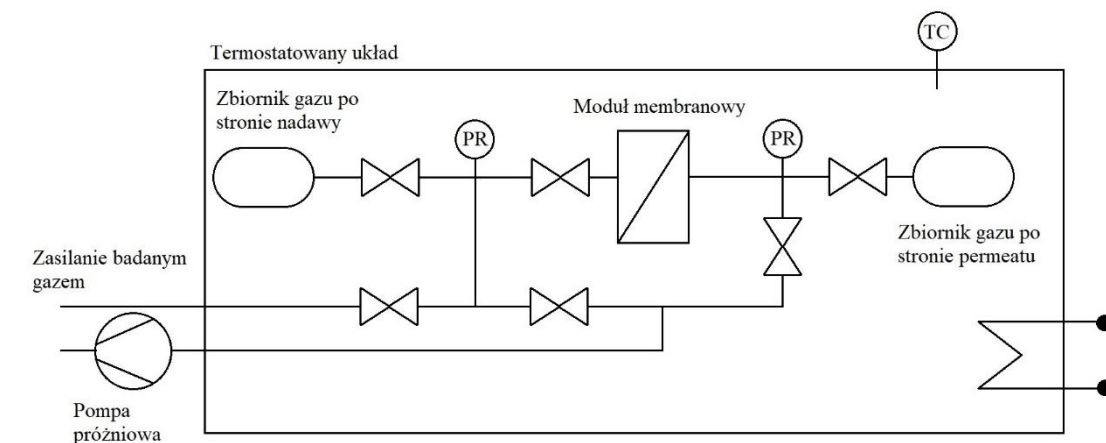 TC
Termostatowany układ
Zbiornik gazu po
stronie nadawy
PR
Moduł membranowy
PR
Zbiornik gazu po
stronie permeatu
Zasilanie badanym
gazem
Pompa
próżniowa